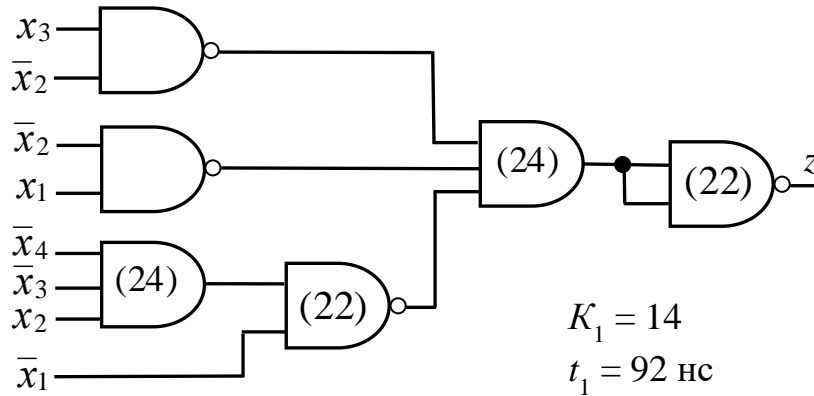 x₃
x̄₂
x̄₂
x₁
x̄₄
x̄₃
x₂
x̄₁
(24)
(22)
(24)
(22)
z
K₁ = 14
t₁ = 92 нс